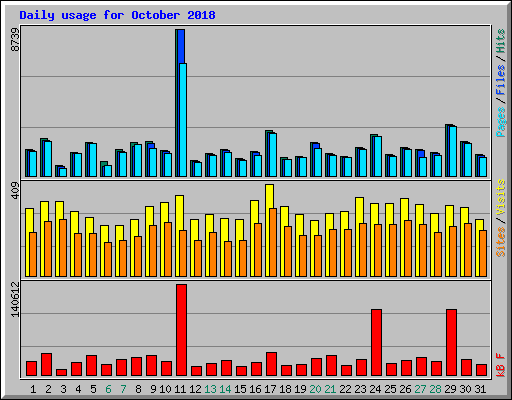 Daily usage for October 2018
8739
Pages / Files / Hits
409
Sites / Visits
140612
kB F
1 2 3 4 5 6 7 8 9 10 11 12 13 14 15 16 17 18 19 20 21 22 23 24 25 26 27 28 29 30 31